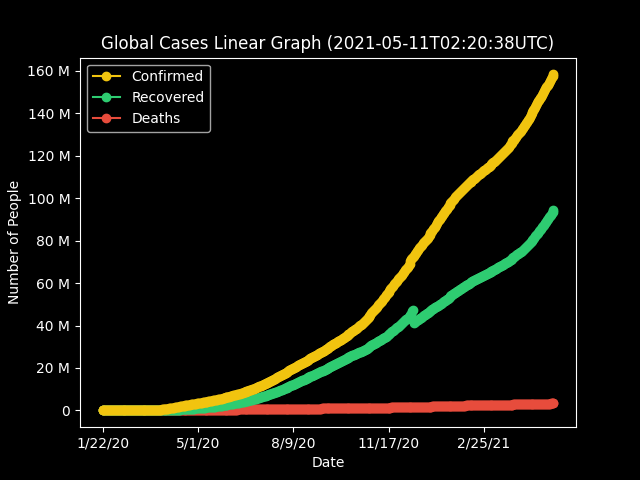 Global Cases Linear Graph (2021-05-11T02:20:38UTC)
Confirmed
Recovered
Deaths
160 M
140 M
120 M
100 M
80 M
60 M
40 M
20 M
0
Number of People
1/22/20 5/1/20 8/9/20 11/17/20 2/25/21
Date